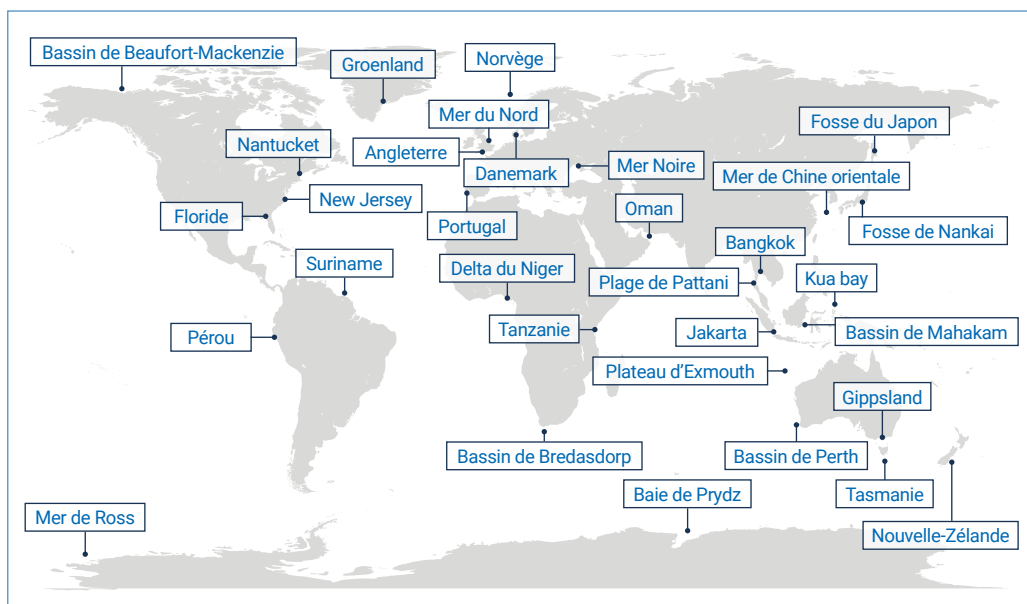 Bassin de Beaufort-Mackenzie
Groenland
Norvège
Mer du Nord
Fosse du Japon
Nantucket
Angleterre
Danemark
Mer Noire
Mer de Chine orientale
New Jersey
Floride
Portugal
Oman
Fosse de Nankai
Bangkok
Suriname
Delta du Niger
Plage de Pattani
Kua bay
Pérou
Tanzanie
Jakarta
Bassin de Mahakam
Plateau d’Exmouth
Gippsland
Bassin de Bredasdorp
Bassin de Perth
Baie de Prydz
Tasmanie
Mer de Ross
Nouvelle-Zélande